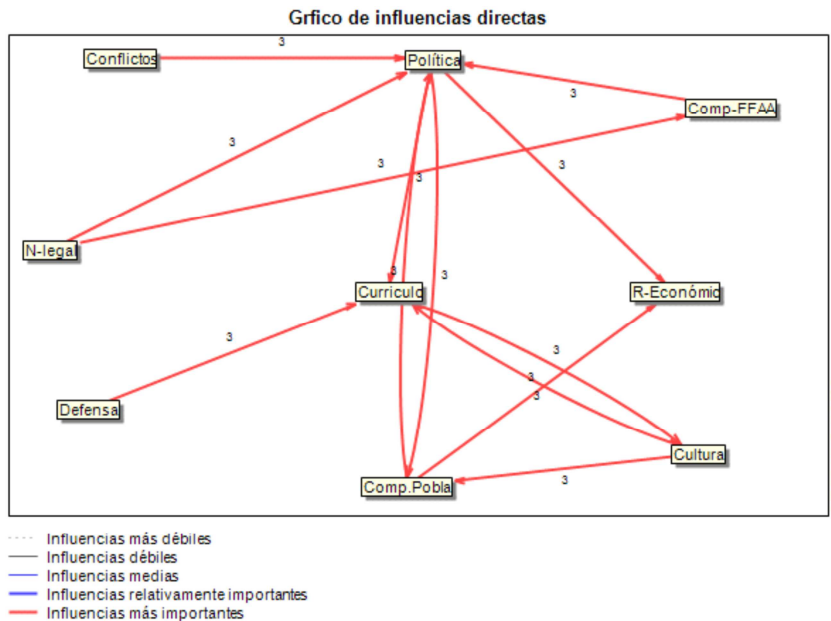 Grfico de influencias directas
Conflictos
3
Política
Comp-FFAA
3
3
3
3
3
N-legal
3
3
Curriculo
R-Económic
3
3
Defensa
3
3
Cultura
3
Comp.Pobla
Influencias más débiles
Influencias débiles
Influencias medias
Influencias relativamente importantes
Influencias más importantes